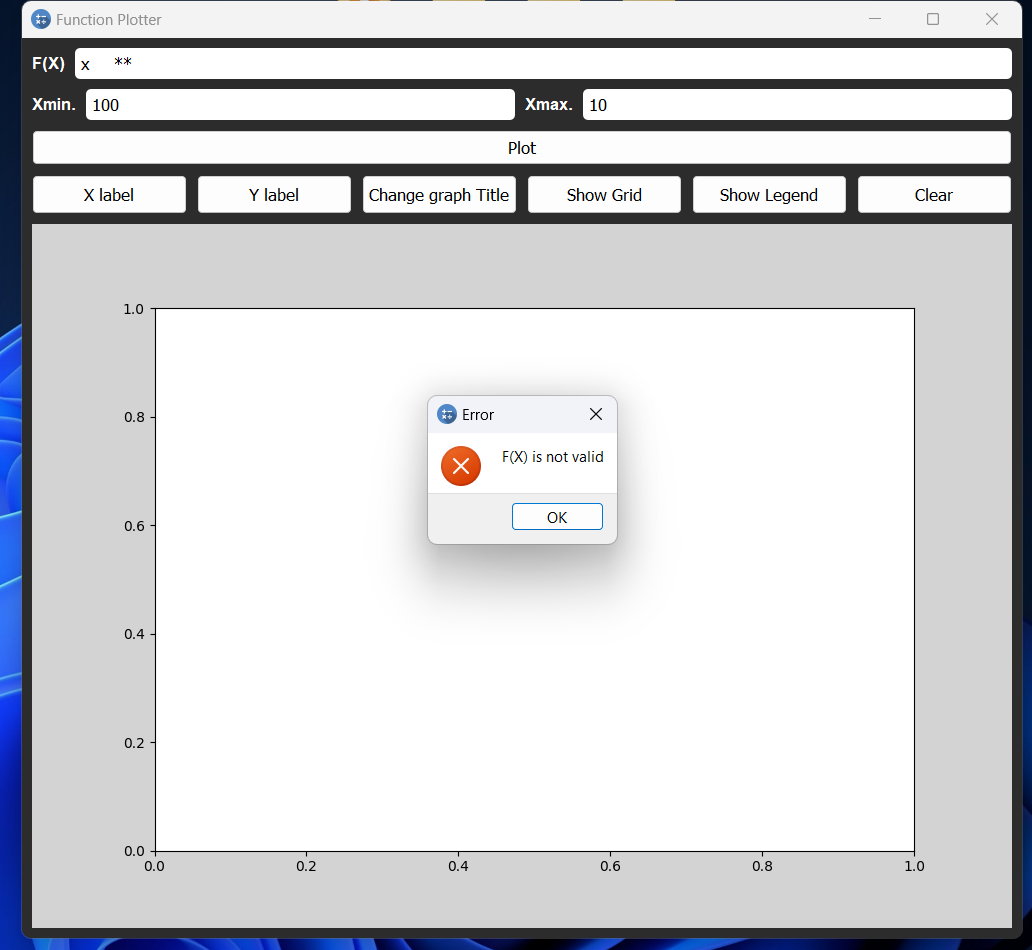 Function Plotter
F(X) x **
Xmin. 100 Xmax. 10
Plot
X label Y label Change graph Title Show Grid Show Legend Clear
1.0
0.8
Error
F(X) is not valid
OK
0.6
0.4
0.2
0.0
0.0 0.2 0.4 0.6 0.8 1.0